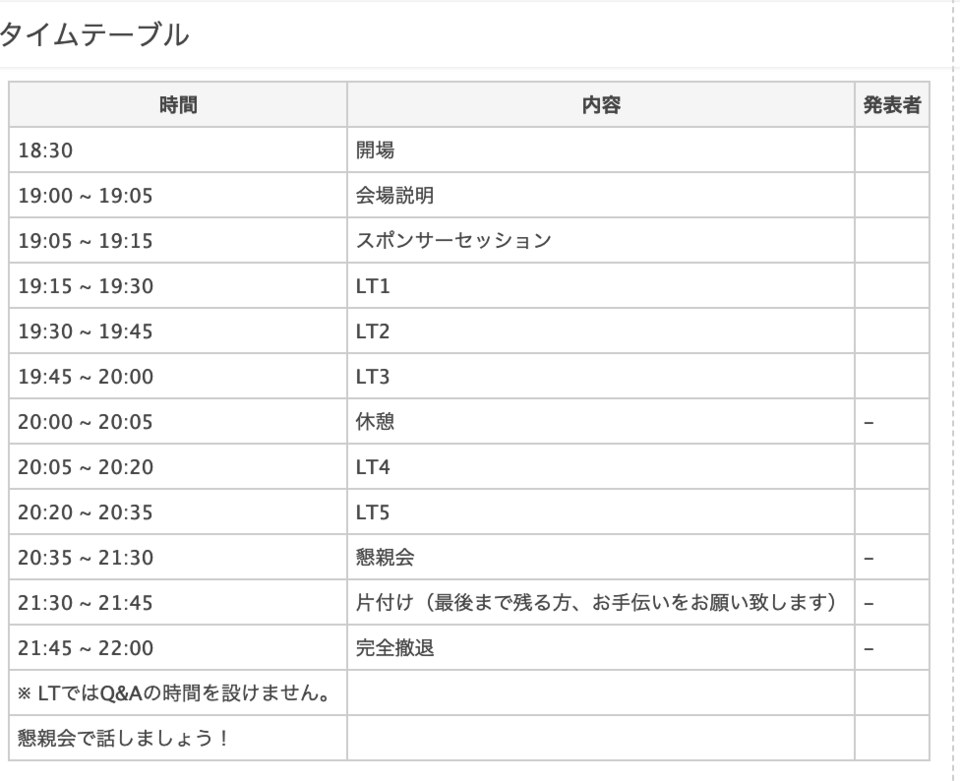 タイムテーブル
時間 内容 発表者
18:30 開場
19:00 ~ 19:05 会場説明
19:05 ~ 19:15 スポンサーセッション
19:15 ~ 19:30 LT1
19:30 ~ 19:45 LT2
19:45 ~ 20:00 LT3
20:00 ~ 20:05 休憩 –
20:05 ~ 20:20 LT4
20:20 ~ 20:35 LT5
20:35 ~ 21:30 懇親会 –
21:30 ~ 21:45 片付け（最後まで残る方、お手伝いをお願い致します） –
21:45 ~ 22:00 完全撤退 –
※ LTではQ&Aの時間を設けません。
懇親会で話しましょう！